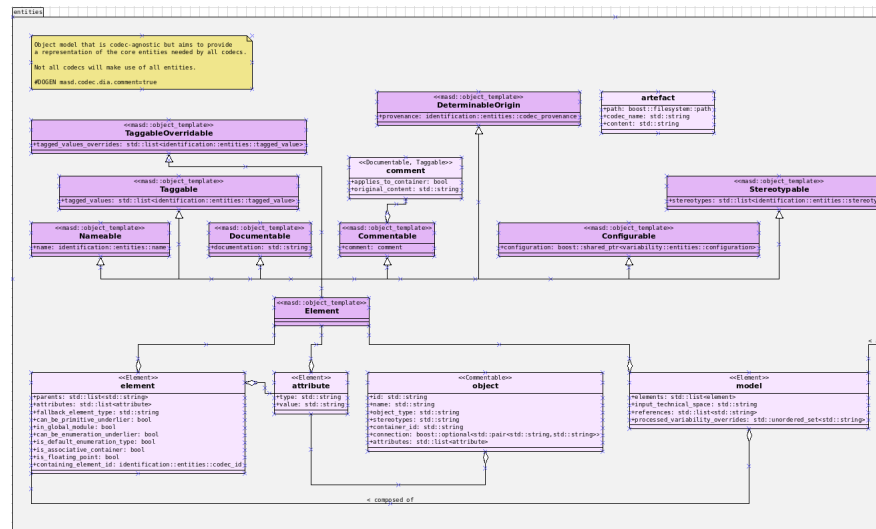 entities
Object model that is codec-agnostic but aims to provide
a representation of the core entities needed by all codecs.
Not all codecs will make use of all entities.
#DOGEN masd.codec.dia.comment=true
<<masd::object_template>>
DeterminableOrigin
+provenance: identification::entities::codec_provenance
artefact
+path: boost::filesystem::path
+codec_name: std::string
+content: std::string
<<masd::object_template>>
TaggableOverridable
+tagged_values_overrides: std::list<identification::entities::tagged_value>
<<Documentable, Taggable>>
comment
+applies_to_container: bool
+original_content: std::string
<<masd::object_template>>
Taggable
+tagged_values: std::list<identification::entities::tagged_value>
<<masd::object_template>>
Stereotypable
+stereotypes: std::list<identification::entities::stereoty
<<masd::object_template>>
Nameable
+name: identification::entities::name
<<masd::object_template>>
Documentable
+documentation: std::string
<<masd::object_template>>
Commentable
+comment: comment
<<masd::object_template>>
Configurable
+configuration: boost::shared_ptr<variability::entities::configuration>
<<masd::object_template>>
Element
<
<<Element>>
element
+parents: std::list<std::string>
+attributes: std::list<attribute>
+fallback_element_type: std::string
+can_be_primitive_underlier: bool
+in_global_module: bool
+can_be_enumeration_underlier: bool
+is_default_enumeration_type: bool
+is_associative_container: bool
+is_floating_point: bool
+containing_element_id: identification::entities::codec_id
<<Element>>
attribute
+type: std::string
+value: std::string
<<Commentable>>
object
+id: std::string
+name: std::string
+object_type: std::string
+stereotypes: std::string
+container_id: std::string
+connection: boost::optional<std::pair<std::string,std::string>>
+attributes: std::list<attribute>
<<Element>>
model
+elements: std::list<element>
+input_technical_space: std::string
+references: std::list<std::string>
+processed_variability_overrides: std::unordered_set<std::string>
< composed of